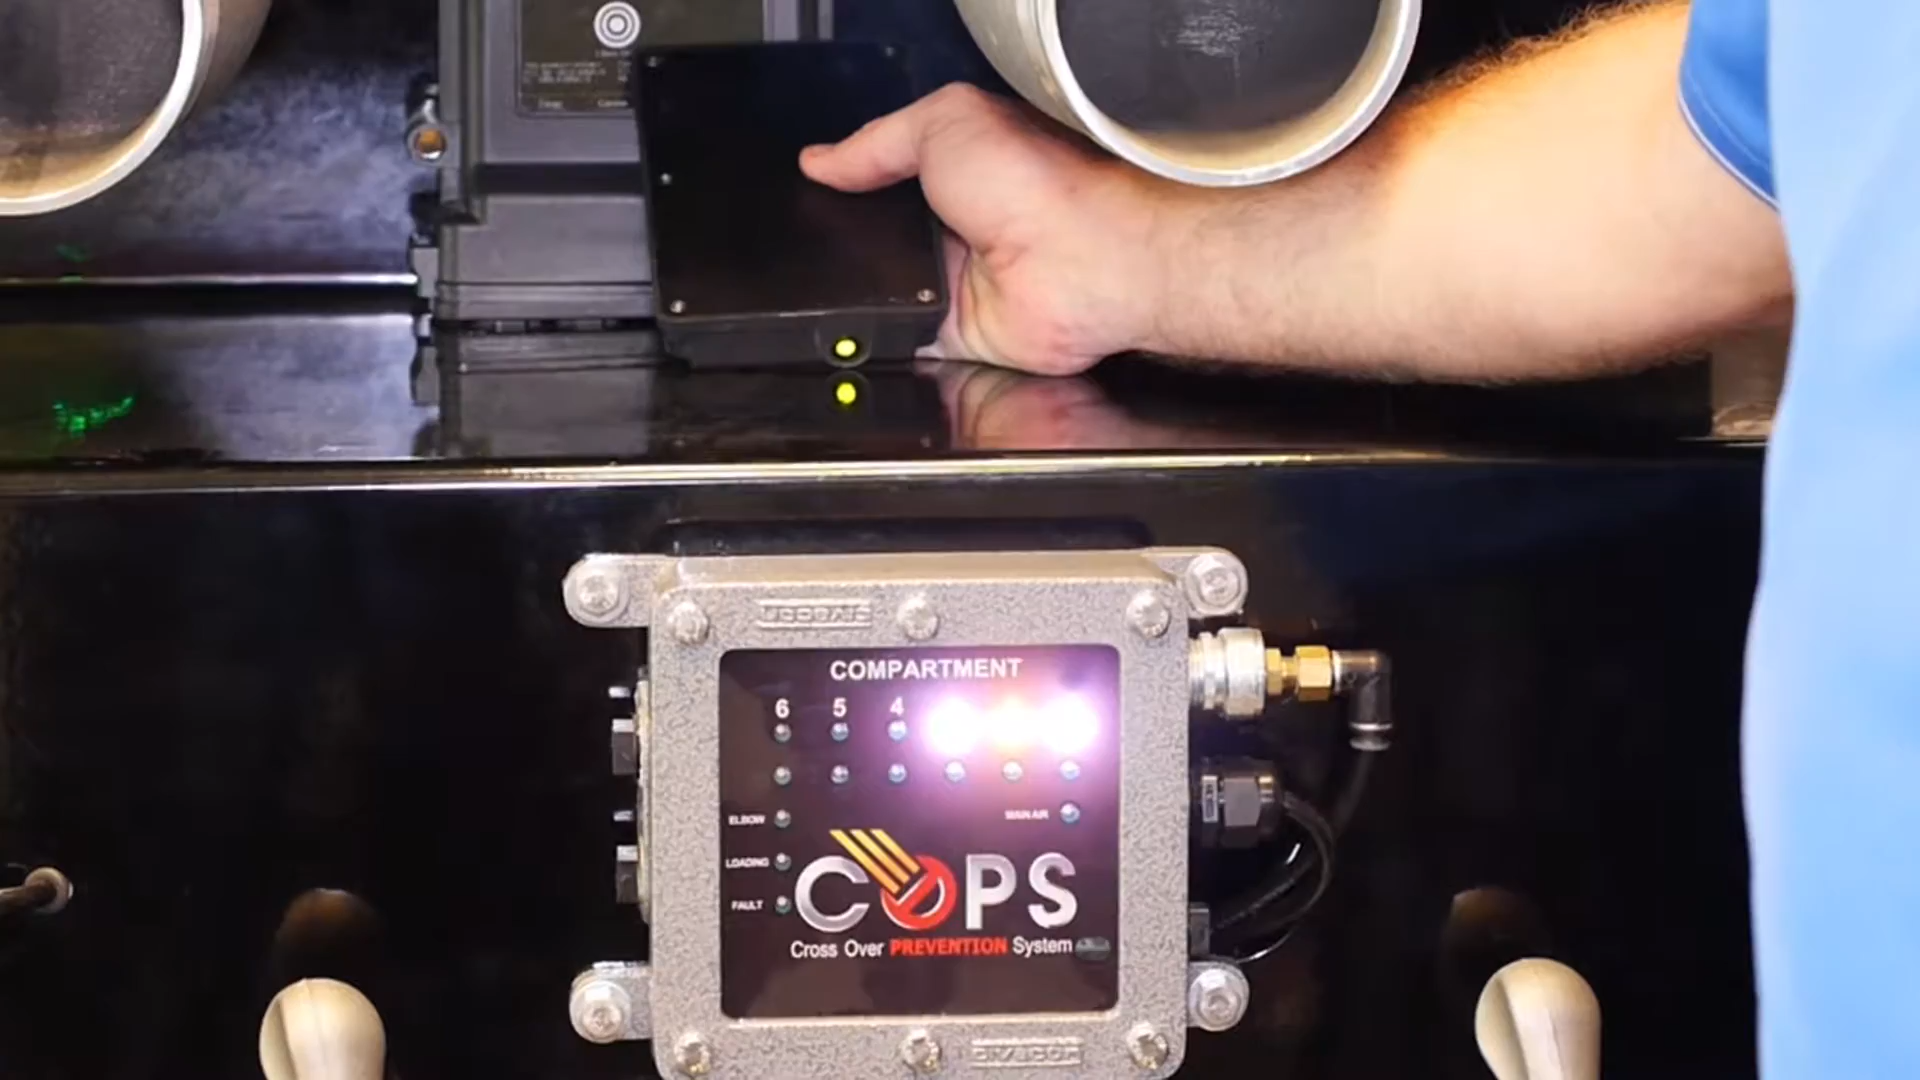 COMPARTMENT
6 5 4
ELBOW
MAIN AIR
LOADING
FAULT
COPS
Cross Over PREVENTION System